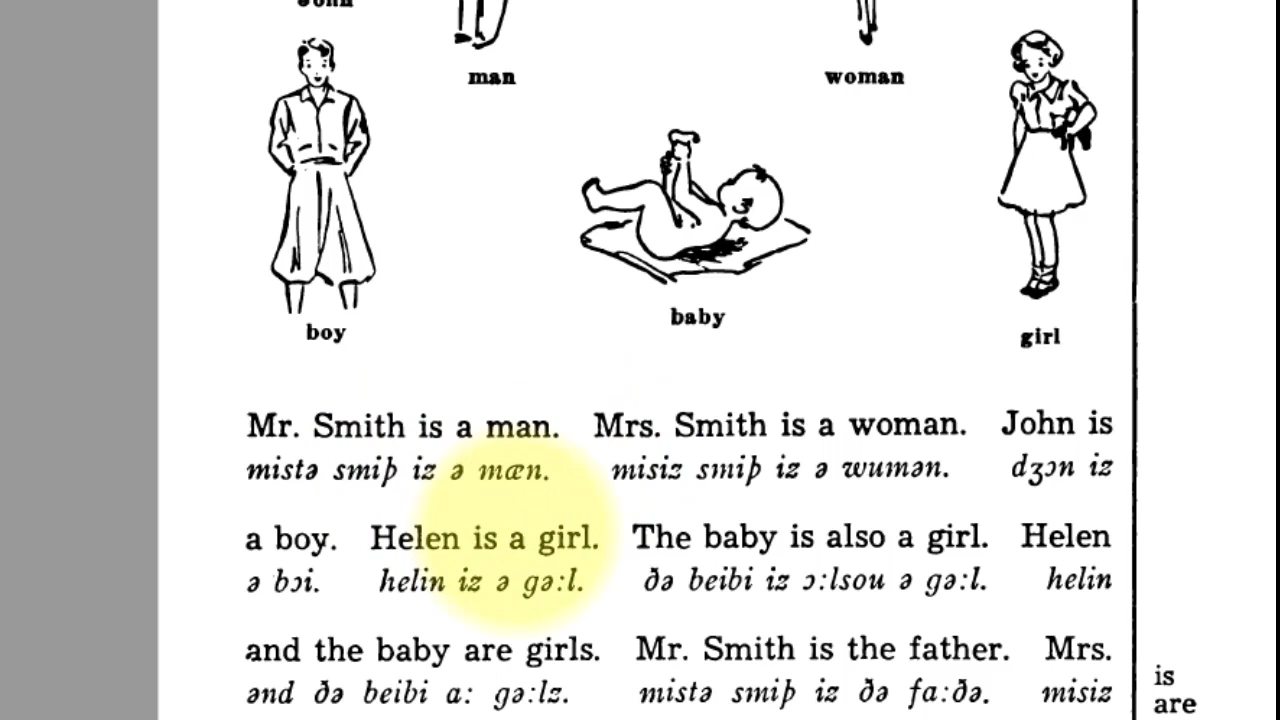 John
man
woman
boy
baby
girl
Mr. Smith is a man. Mrs. Smith is a woman. John is
mistə smiþ iz ə mæn. misiz smiþ iz ə wumən. dʒɔn iz
a boy. Helen is a girl. The baby is also a girl. Helen
ə bɔi. helin iz ə gə:l. ðə beibi iz ɔ:lsou ə gə:l. helin
and the baby are girls. Mr. Smith is the father. Mrs.
ənd ðə beibi a: gə:lz. mistə smiþ iz ðə fa:ðə. misiz
is
are